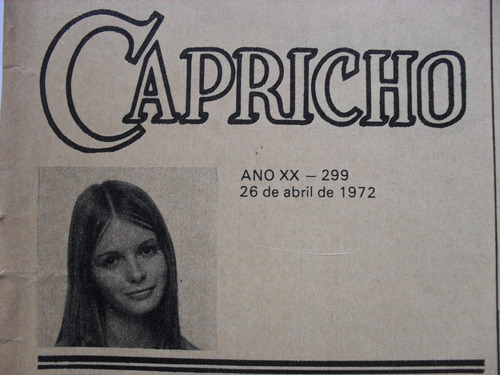 CAPRICHO
ANO XX — 299
26 de abril de 1972